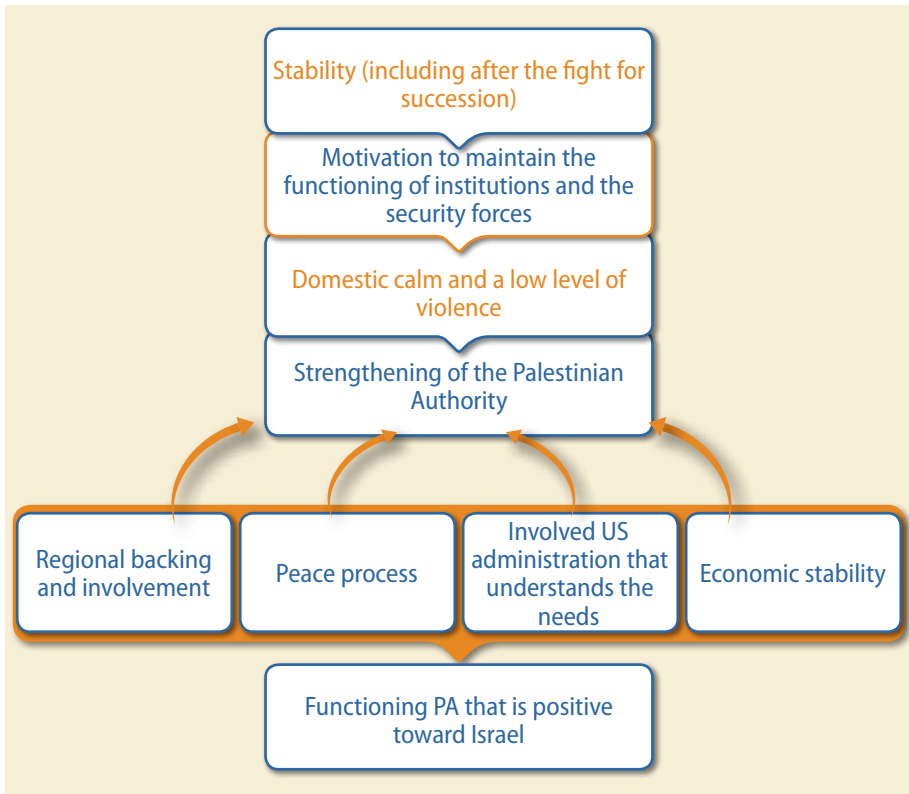 Stability (including after the fight for
succession)
Motivation to maintain the
functioning of institutions and the
security forces
Domestic calm and a low level of
violence
Strengthening of the Palestinian
Authority
Regional backing
and involvement
Peace process
Involved US
administration that
understands the
needs
Economic stability
Functioning PA that is positive
toward Israel